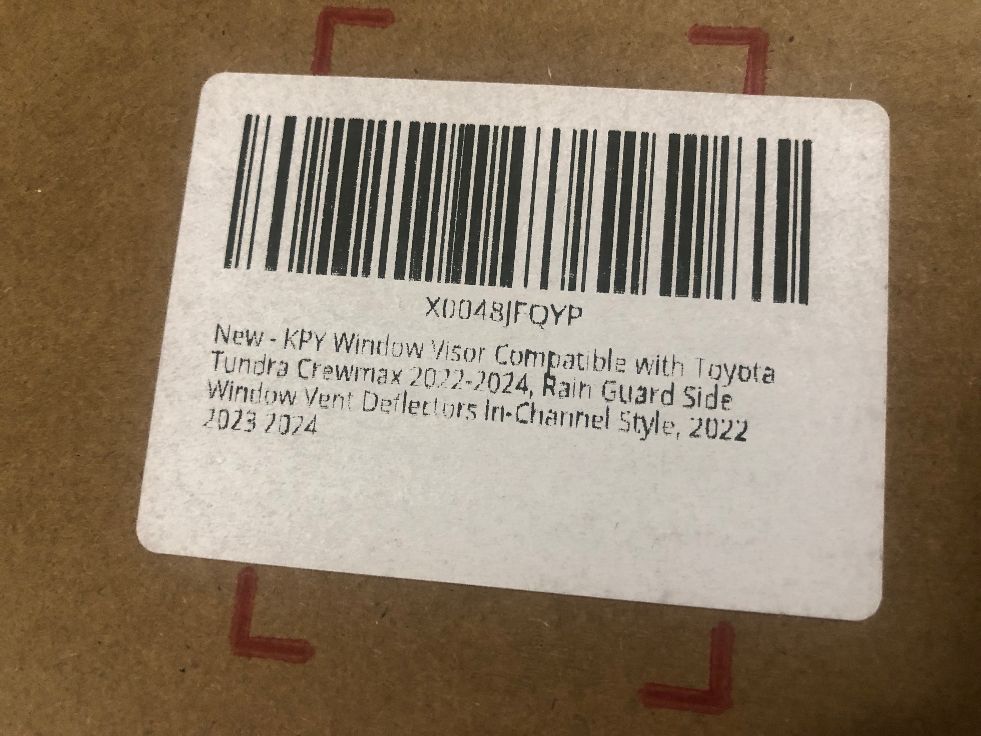 X0048JFQYP
New - KPY Window Visor Compatible with Toyota
Tundra Crewmax 2022-2024, Rain Guard Side
Window Vent Deflectors In-Channel Style, 2022
2023 2024